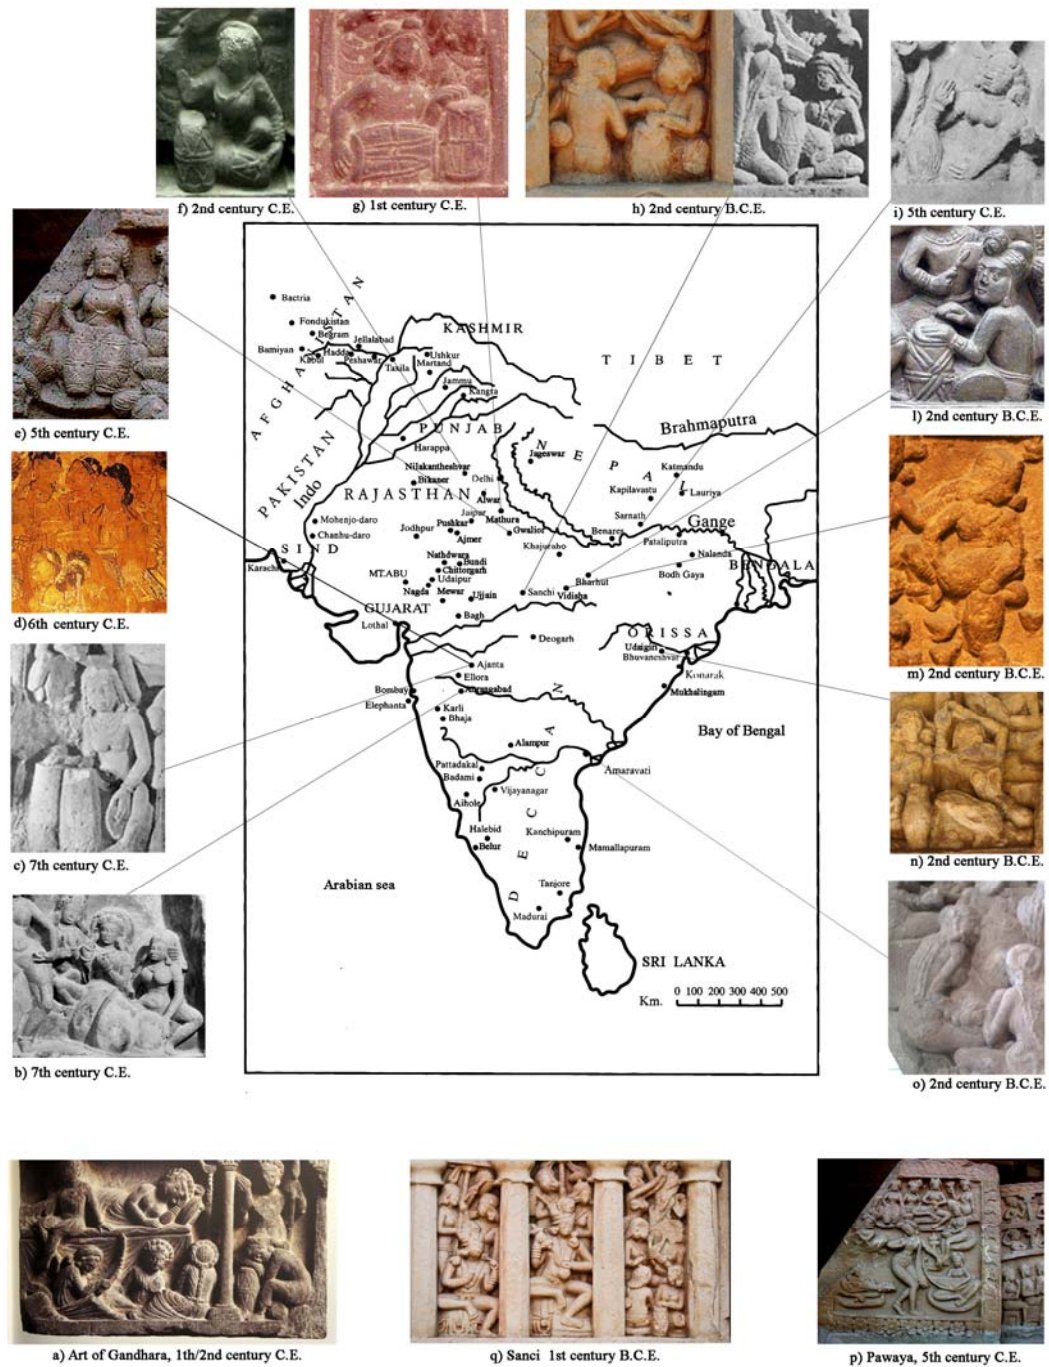 f) 2nd century C.E.
g) 1st century C.E.
h) 2nd century B.C.E.
i) 5th century C.E.
e) 5th century C.E.
l) 2nd century B.C.E.
d) 6th century C.E.
m) 2nd century B.C.E.
c) 7th century C.E.
n) 2nd century B.C.E.
b) 7th century C.E.
o) 2nd century B.C.E.
Bactria
AFGHANISTAN
Fondukistan
Begram
Jellalabad
Bamiyan
Kabul
Hadda
Peshawar
Taxila
KASHMIR
Ushkur
Martand
TIBET
Jammu
Kangra
PUNJAB
Harappa
Brahmaputra
PAKISTAN
Indo
NEPAL
Jageswar
Katmandu
Nilakantheshvar
Bikaner
Delhi
Kapilavastu
Lauriya
RAJASTHAN
Alwar
Jaipur
Mathura
Sarnath
Gange
Mohenjo-daro
Pushkar
Jodhpur
Ajmer
Gwalior
Benares
Pataliputra
Chanhu-daro
Khajuraho
Nalanda
SIND
Nathdwara
Bundi
BENGALA
Karachi
Chittorgarh
Bodh Gaya
MT.ABU
Udaipur
Bharhut
Nagda
Mewar
Ujjain
Sanchi
Vidisha
GUJARAT
Lothal
Bagh
Deogarh
ORISSA
Udaigiri
Bhuvaneshvar
Ajanta
Ellora
Konarak
Bombay
Aurangabad
Mukhalingam
Elephanta
Karli
Bhaja
DECCAN
Bay of Bengal
Alampur
Pattadakal
Amaravati
Badami
Vijayanagar
Aihole
Halebid
Kanchipuram
Belur
Mamallapuram
Arabian sea
Tanjore
Madurai
SRI LANKA
Km.
0 100 200 300 400 500
a) Art of Gandhara, 1th/2nd century C.E.
q) Sanci 1st century B.C.E.
p) Pawaya, 5th century C.E.